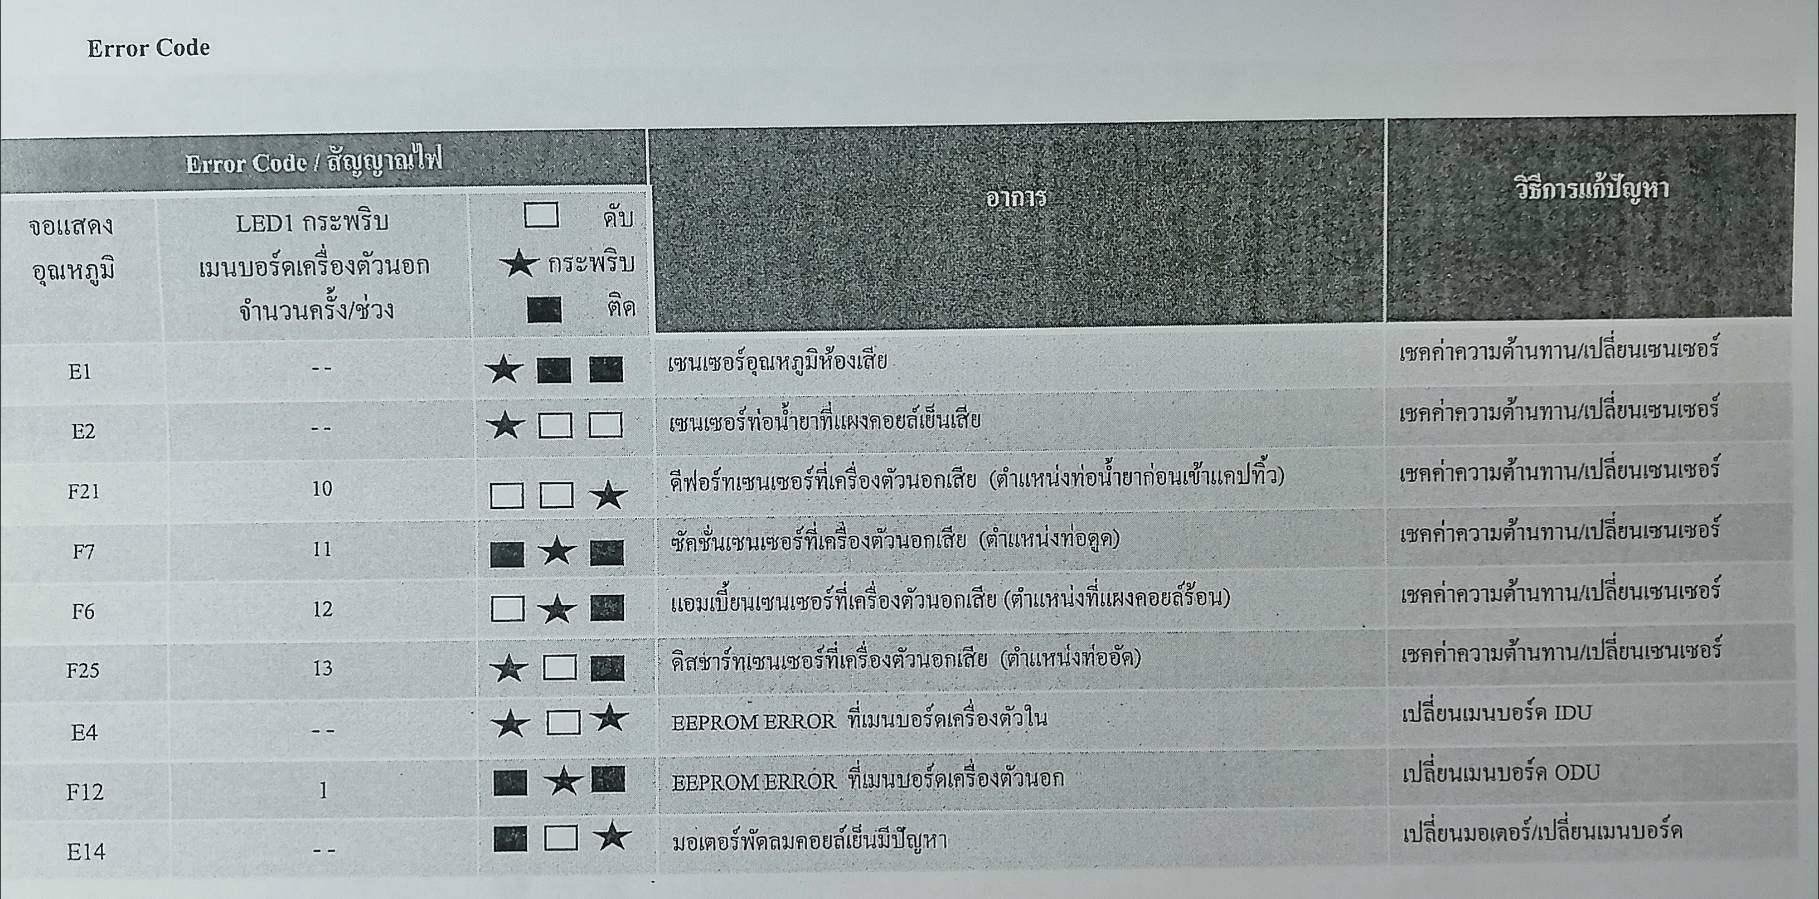 Error Code
Error Code / สัญญาณไฟ
อาการ
วิธีการแก้ปัญหา
จอแสดง
อุณหภูมิ
LED1 กระพริบ
เมนบอร์ดเครื่องตัวนอก
จำนวนครั้ง/ช่วง
□ ดับ
★ กระพริบ
■ ติด
E1 -- ★ ■ ■ เซนเซอร์อุณหภูมิห้องเสีย เชคค่าความต้านทาน/เปลี่ยนเซนเซอร์
E2 -- ★ □ □ เซนเซอร์ท่อน้ำยาที่แผงคอยล์เย็นเสีย เชคค่าความต้านทาน/เปลี่ยนเซนเซอร์
F21 10 □ □ ★ ดีฟอร์ทเซนเซอร์ที่เครื่องตัวนอกเสีย (ตำแหน่งท่อน้ำยาก่อนเข้าแคปทิ้ว) เชคค่าความต้านทาน/เปลี่ยนเซนเซอร์
F7 11 ■ ★ ■ ซัคชั่นเซนเซอร์ที่เครื่องตัวนอกเสีย (ตำแหน่งท่อดูด) เชคค่าความต้านทาน/เปลี่ยนเซนเซอร์
F6 12 □ ★ ■ แอมเบี้ยนเซนเซอร์ที่เครื่องตัวนอกเสีย (ตำแหน่งที่แผงคอยล์ร้อน) เชคค่าความต้านทาน/เปลี่ยนเซนเซอร์
F25 13 ★ □ ■ ดิสชาร์ทเซนเซอร์ที่เครื่องตัวนอกเสีย (ตำแหน่งท่ออัด) เชคค่าความต้านทาน/เปลี่ยนเซนเซอร์
E4 -- ★ □ ★ EEPROM ERROR ที่เมนบอร์ดเครื่องตัวใน เปลี่ยนเมนบอร์ด IDU
F12 1 ■ ★ ■ EEPROM ERROR ที่เมนบอร์ดเครื่องตัวนอก เปลี่ยนเมนบอร์ด ODU
E14 -- ■ □ ★ มอเตอร์พัดลมคอยล์เย็นมีปัญหา เปลี่ยนมอเตอร์/เปลี่ยนเมนบอร์ด